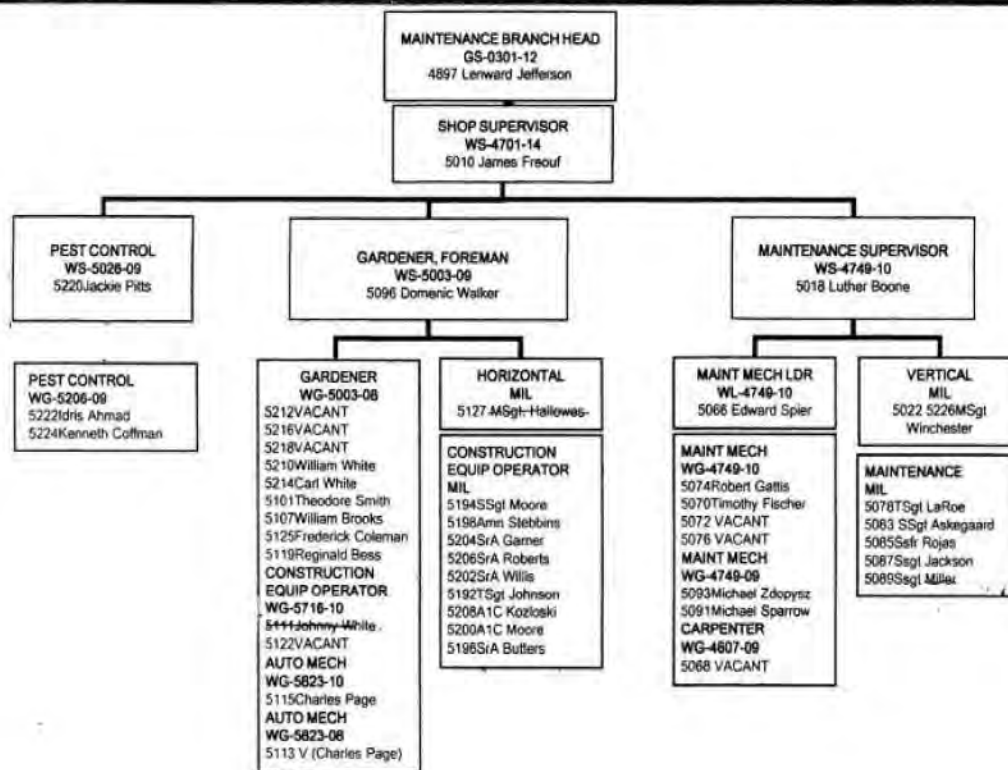 MAINTENANCE BRANCH HEAD
GS-0301-12
4897 Lenward Jefferson
SHOP SUPERVISOR
WS-4701-14
5010 James Freouf
PEST CONTROL
WS-5026-09
5220Jackie Pitts
GARDENER, FOREMAN
WS-5003-09
5096 Domenic Walker
MAINTENANCE SUPERVISOR
WS-4749-10
5018 Luther Boone
PEST CONTROL
WG-5206-09
5222Idris Ahmad
5224Kenneth Coffman
GARDENER
WG-5003-08
5212VACANT
5216VACANT
5218VACANT
5210William White
5214Carl White
5101Theodore Smith
5107William Brooks
5125Frederick Coleman
5119Reginald Bess
CONSTRUCTION
EQUIP OPERATOR
WG-5716-10
5111Johnny White
5122VACANT
AUTO MECH
WG-5823-10
5115Charles Page
AUTO MECH
WG-5823-08
5113 V (Charles Page)
HORIZONTAL
MIL
5127 MSgt Hallowes
CONSTRUCTION
EQUIP OPERATOR
MIL
5194SSgt Moore
5198Amn Stebbins
5204SrA Garner
5206SrA Roberts
5202SrA Willis
5192TSgt Johnson
5208A1C Kozloski
5200A1C Moore
5196SrA Butlers
MAINT MECH LDR
WL-4749-10
5066 Edward Spier
MAINT MECH
WG-4749-10
5074Robert Gattis
5070Timothy Fischer
5072 VACANT
5076 VACANT
MAINT MECH
WG-4749-09
5093Michael Zdopysz
5091Michael Sparrow
CARPENTER
WG-4607-09
5068 VACANT
VERTICAL
MIL
5022 5226MSgt
Winchester
MAINTENANCE
MIL
5078TSgt LaRoe
5083 SSgt Askegaard
5085Ssfr Rojas
5087Ssgt Jackson
5089Ssgt Miller